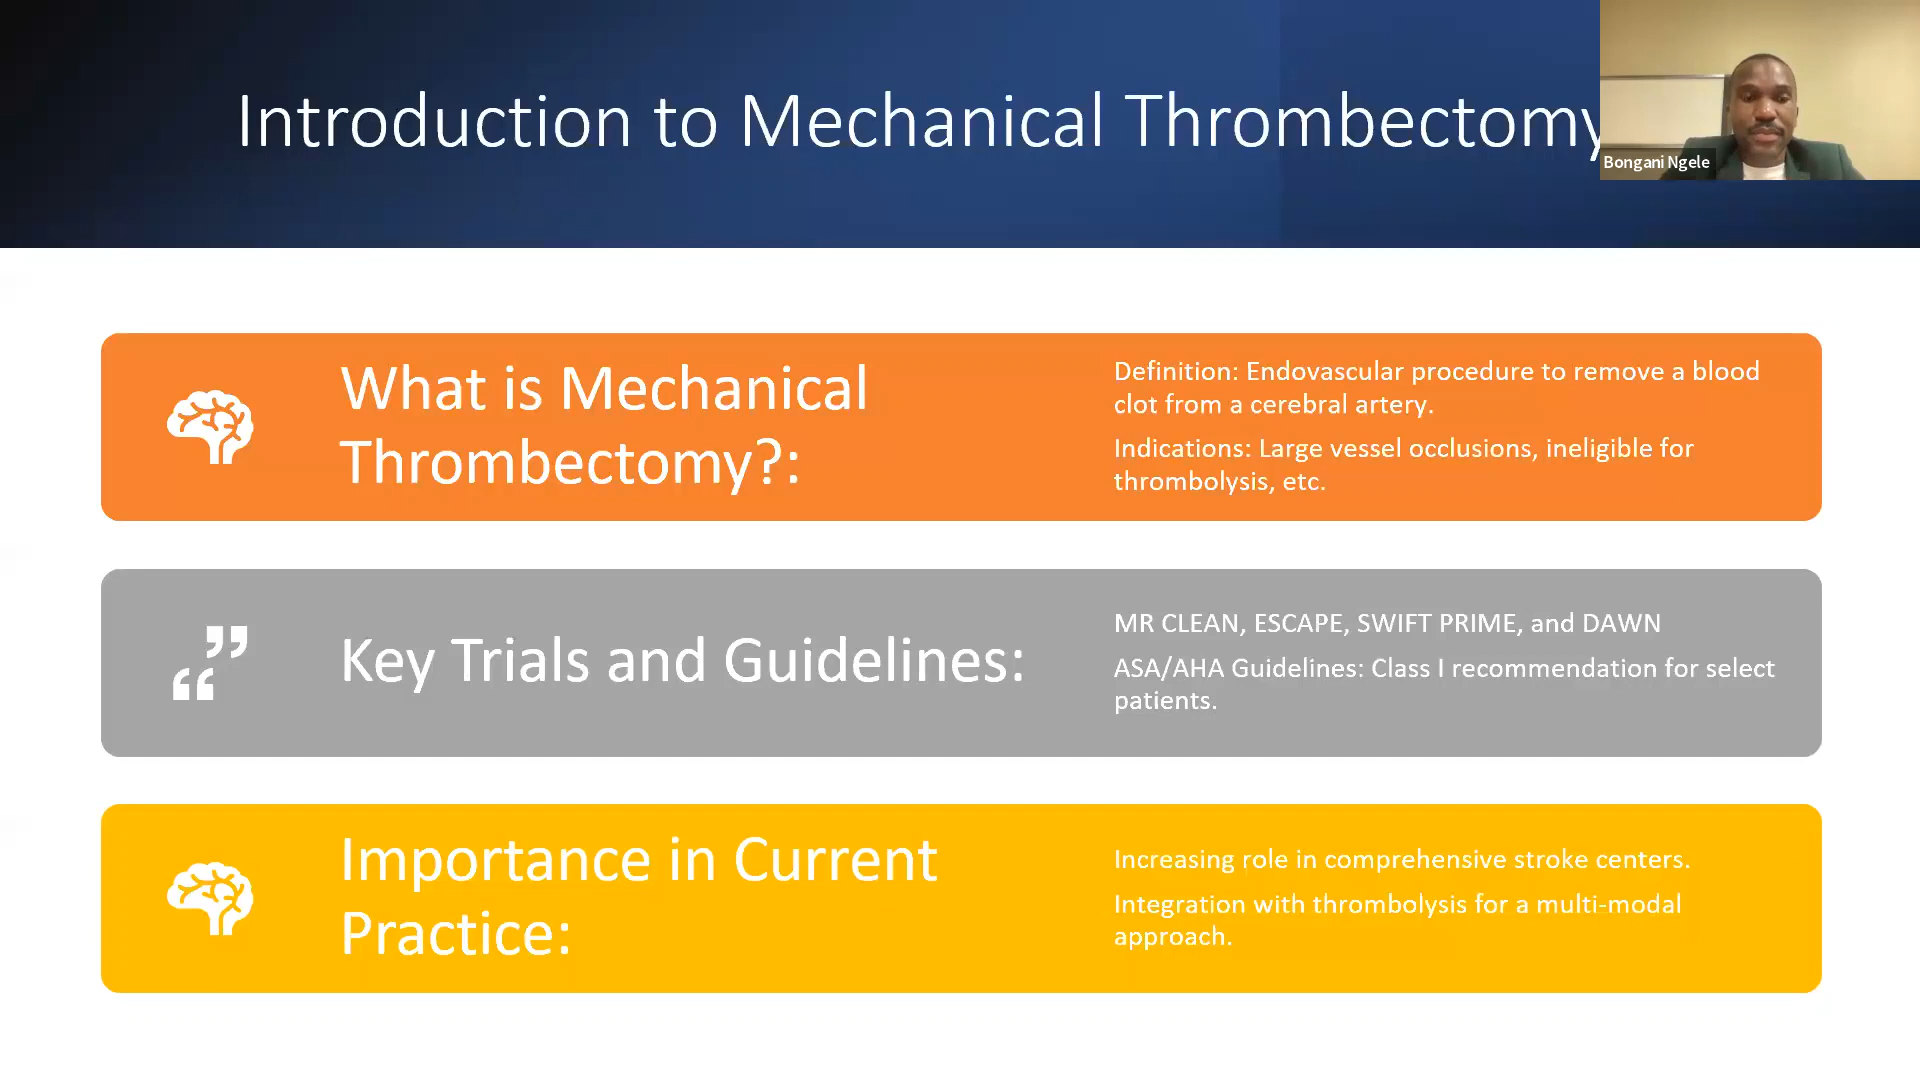 Introduction to Mechanical Thrombectomy
Bongani Ngele
What is Mechanical
Thrombectomy?:
Definition: Endovascular procedure to remove a blood
clot from a cerebral artery.
Indications: Large vessel occlusions, ineligible for
thrombolysis, etc.
Key Trials and Guidelines:
MR CLEAN, ESCAPE, SWIFT PRIME, and DAWN
ASA/AHA Guidelines: Class I recommendation for select
patients.
Importance in Current
Practice:
Increasing role in comprehensive stroke centers.
Integration with thrombolysis for a multi-modal
approach.